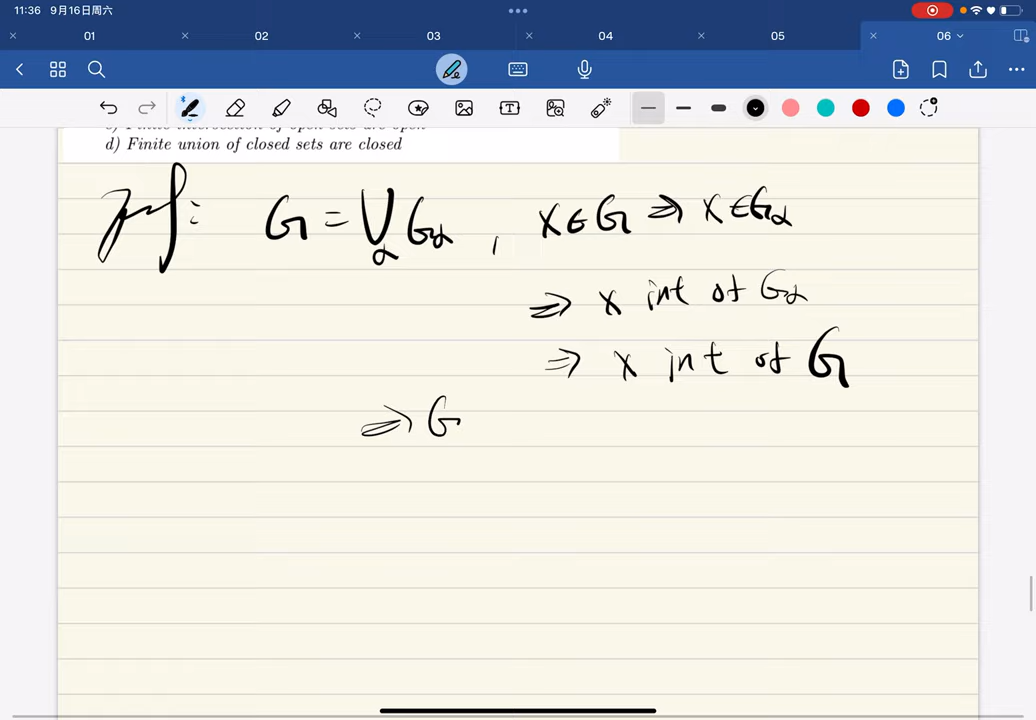 11:36 9月16日周六
01 02 03 04 05 06
d) Finite union of closed sets are closed
proof: G = ∪_α G_α , x∈G ⇒ x∈G_α
⇒ x int of G_α
⇒ x int of G
⇒ G